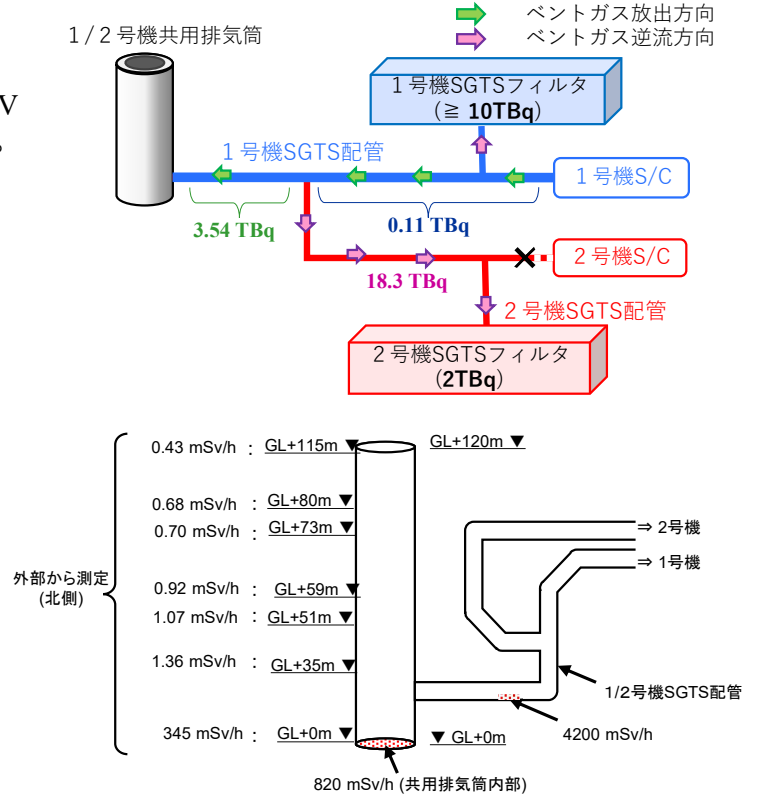 ベントガス放出方向
ベントガス逆流方向
1/2号機共用排気筒
V
。
1号機SGTSフィルタ
(≧ 10TBq)
1号機SGTS配管
1号機S/C
3.54 TBq
0.11 TBq
2号機S/C
18.3 TBq
2号機SGTS配管
2号機SGTSフィルタ
(2TBq)
0.43 mSv/h : GL+115m ▼
GL+120m ▼
0.68 mSv/h : GL+80m ▼
0.70 mSv/h : GL+73m ▼
⇒ 2号機
⇒ 1号機
外部から測定
(北側)
0.92 mSv/h : GL+59m ▼
1.07 mSv/h : GL+51m ▼
1.36 mSv/h : GL+35m ▼
1/2号機SGTS配管
345 mSv/h : GL+0m ▼
▼ GL+0m
4200 mSv/h
820 mSv/h (共用排気筒内部)